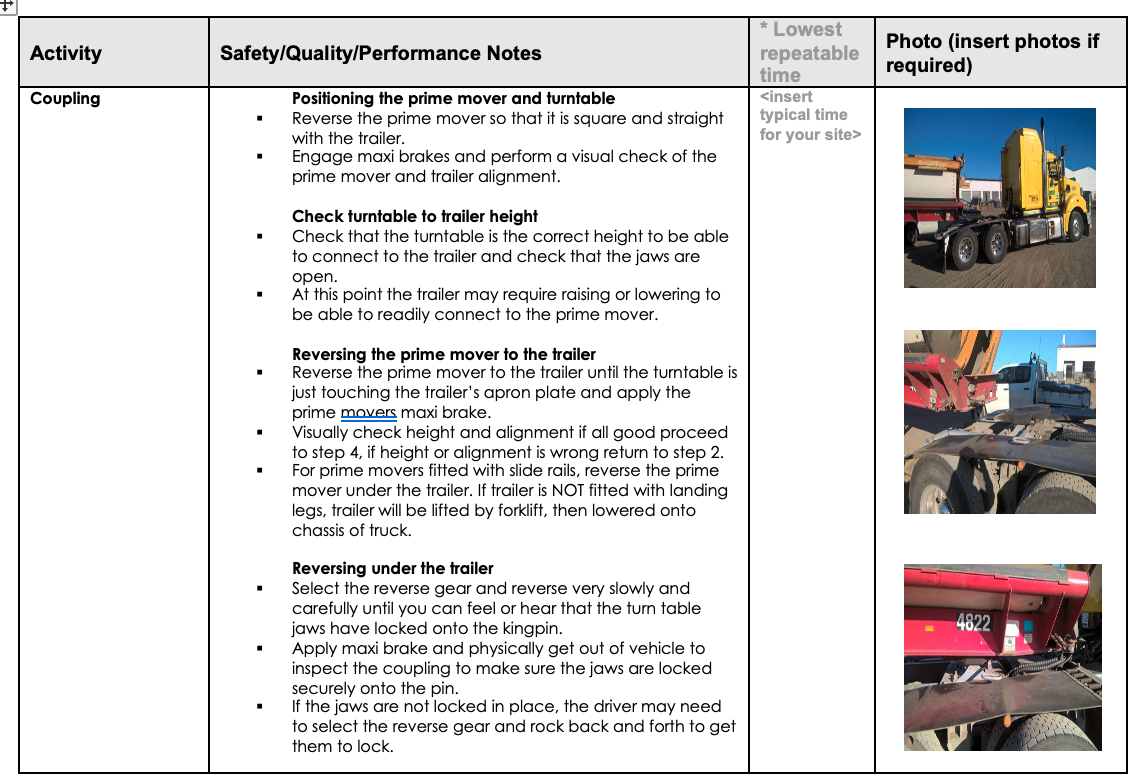 Activity
Safety/Quality/Performance Notes
* Lowest
repeatable
time
Photo (insert photos if
required)
Coupling
Positioning the prime mover and turntable
▪ Reverse the prime mover so that it is square and straight
with the trailer.
▪ Engage maxi brakes and perform a visual check of the
prime mover and trailer alignment.
Check turntable to trailer height
▪ Check that the turntable is the correct height to be able
to connect to the trailer and check that the jaws are
open.
▪ At this point the trailer may require raising or lowering to
be able to readily connect to the prime mover.
Reversing the prime mover to the trailer
▪ Reverse the prime mover to the trailer until the turntable is
just touching the trailer's apron plate and apply the
prime movers maxi brake.
▪ Visually check height and alignment if all good proceed
to step 4, if height or alignment is wrong return to step 2.
▪ For prime movers fitted with slide rails, reverse the prime
mover under the trailer. If trailer is NOT fitted with landing
legs, trailer will be lifted by forklift, then lowered onto
chassis of truck.
Reversing under the trailer
▪ Select the reverse gear and reverse very slowly and
carefully until you can feel or hear that the turn table
jaws have locked onto the kingpin.
▪ Apply maxi brake and physically get out of vehicle to
inspect the coupling to make sure the jaws are locked
securely onto the pin.
▪ If the jaws are not locked in place, the driver may need
to select the reverse gear and rock back and forth to get
them to lock.
<insert
typical time
for your site>
4822